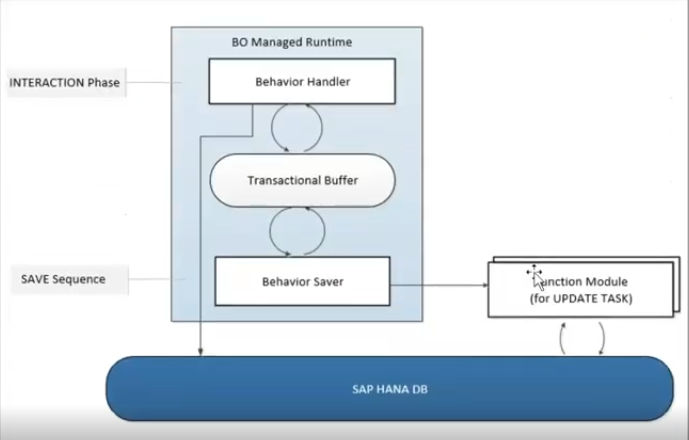 BO Managed Runtime
INTERACTION Phase
Behavior Handler
Transactional Buffer
SAVE Sequence
Behavior Saver
unction Module
(for UPDATE TASK)
SAP HANA DB